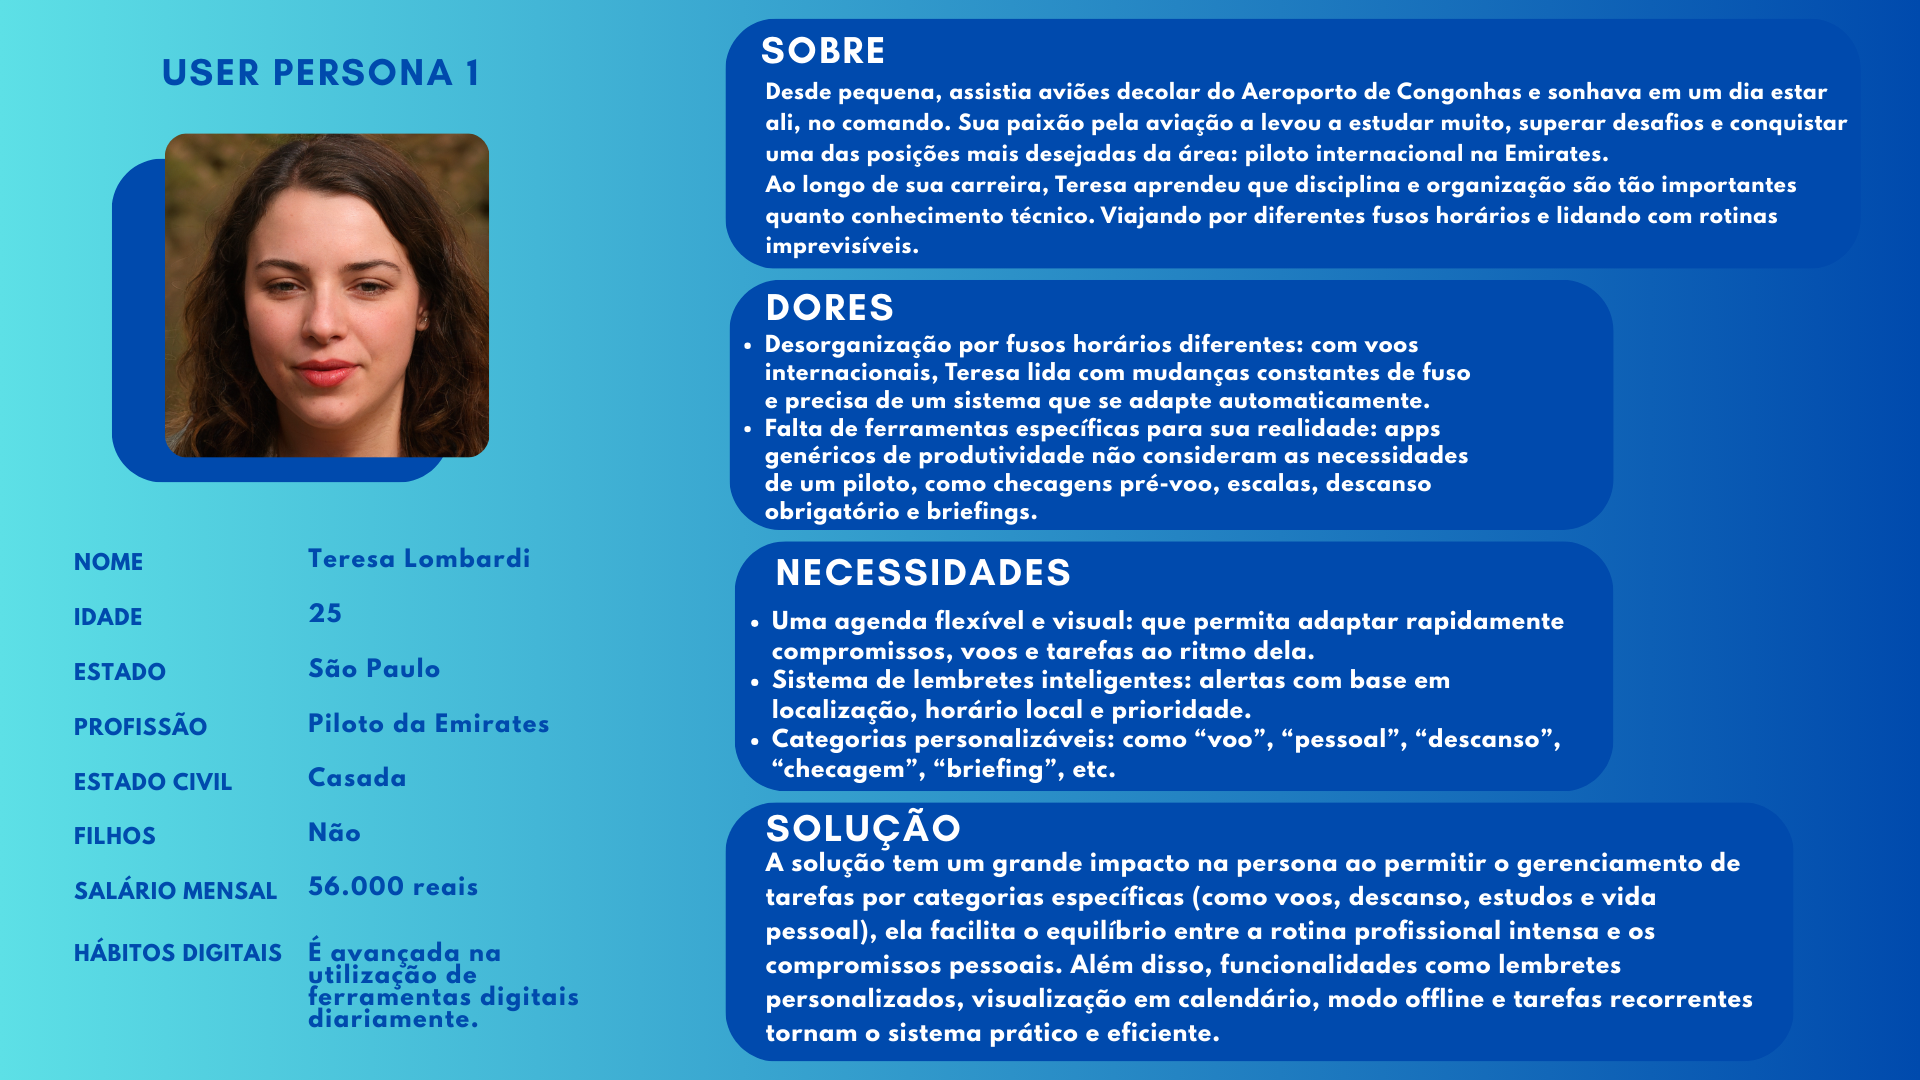 USER PERSONA 1
NOME
Teresa Lombardi
IDADE
25
ESTADO
São Paulo
PROFISSÃO
Piloto da Emirates
ESTADO CIVIL
Casada
FILHOS
Não
SALÁRIO MENSAL
56.000 reais
HÁBITOS DIGITAIS
É avançada na
utilização de
ferramentas digitais
diariamente.
SOBRE
Desde pequena, assistia aviões decolar do Aeroporto de Congonhas e sonhava em um dia estar
ali, no comando. Sua paixão pela aviação a levou a estudar muito, superar desafios e conquistar
uma das posições mais desejadas da área: piloto internacional na Emirates.
Ao longo de sua carreira, Teresa aprendeu que disciplina e organização são tão importantes
quanto conhecimento técnico. Viajando por diferentes fusos horários e lidando com rotinas
imprevisíveis.
DORES
• Desorganização por fusos horários diferentes: com voos
internacionais, Teresa lida com mudanças constantes de fuso
e precisa de um sistema que se adapte automaticamente.
• Falta de ferramentas específicas para sua realidade: apps
genéricos de produtividade não consideram as necessidades
de um piloto, como checagens pré-voo, escalas, descanso
obrigatório e briefings.
NECESSIDADES
• Uma agenda flexível e visual: que permita adaptar rapidamente
compromissos, voos e tarefas ao ritmo dela.
• Sistema de lembretes inteligentes: alertas com base em
localização, horário local e prioridade.
• Categorias personalizáveis: como “voo”, “pessoal”, “descanso”,
“checagem”, “briefing”, etc.
SOLUÇÃO
A solução tem um grande impacto na persona ao permitir o gerenciamento de
tarefas por categorias específicas (como voos, descanso, estudos e vida
pessoal), ela facilita o equilíbrio entre a rotina profissional intensa e os
compromissos pessoais. Além disso, funcionalidades como lembretes
personalizados, visualização em calendário, modo offline e tarefas recorrentes
tornam o sistema prático e eficiente.